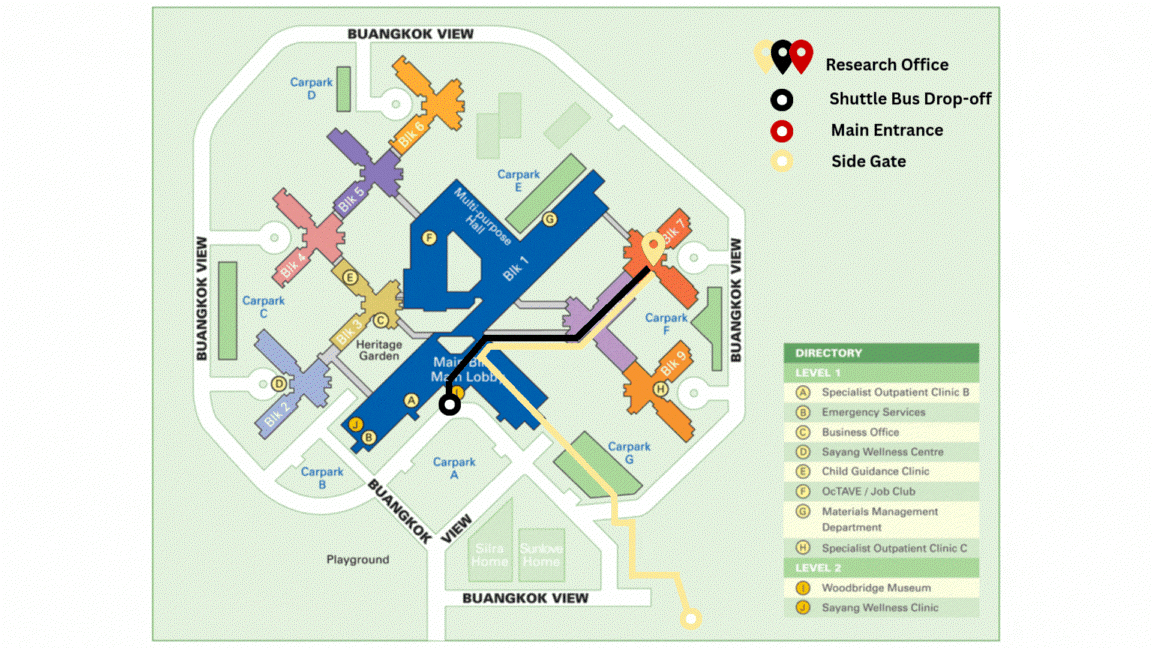 BUANGKOK VIEW
Research Office
Shuttle Bus Drop-off
Main Entrance
Side Gate
Carpark
D
Blk 6
Carpark
E
Multi-purpose
Hall
G
Blk 5
F
Blk 7
Blk 4
E
Blk 1
BUANGKOK VIEW
BUANGKOK VIEW
Carpark
C
C
Blk 3
Heritage
Garden
Carpark
F
Main Bl
Main Lobby
D
Blk 2
A
I
J
B
Blk 9
H
Carpark
G
Carpark
B
Carpark
A
BUANGKOK
VIEW
Playground
Silra
Home
Sunlove
Home
BUANGKOK VIEW
DIRECTORY
LEVEL 1
A Specialist Outpatient Clinic B
B Emergency Services
C Business Office
D Sayang Wellness Centre
E Child Guidance Clinic
F OcTAVE / Job Club
G Materials Management
Department
H Specialist Outpatient Clinic C
LEVEL 2
I Woodbridge Museum
J Sayang Wellness Clinic